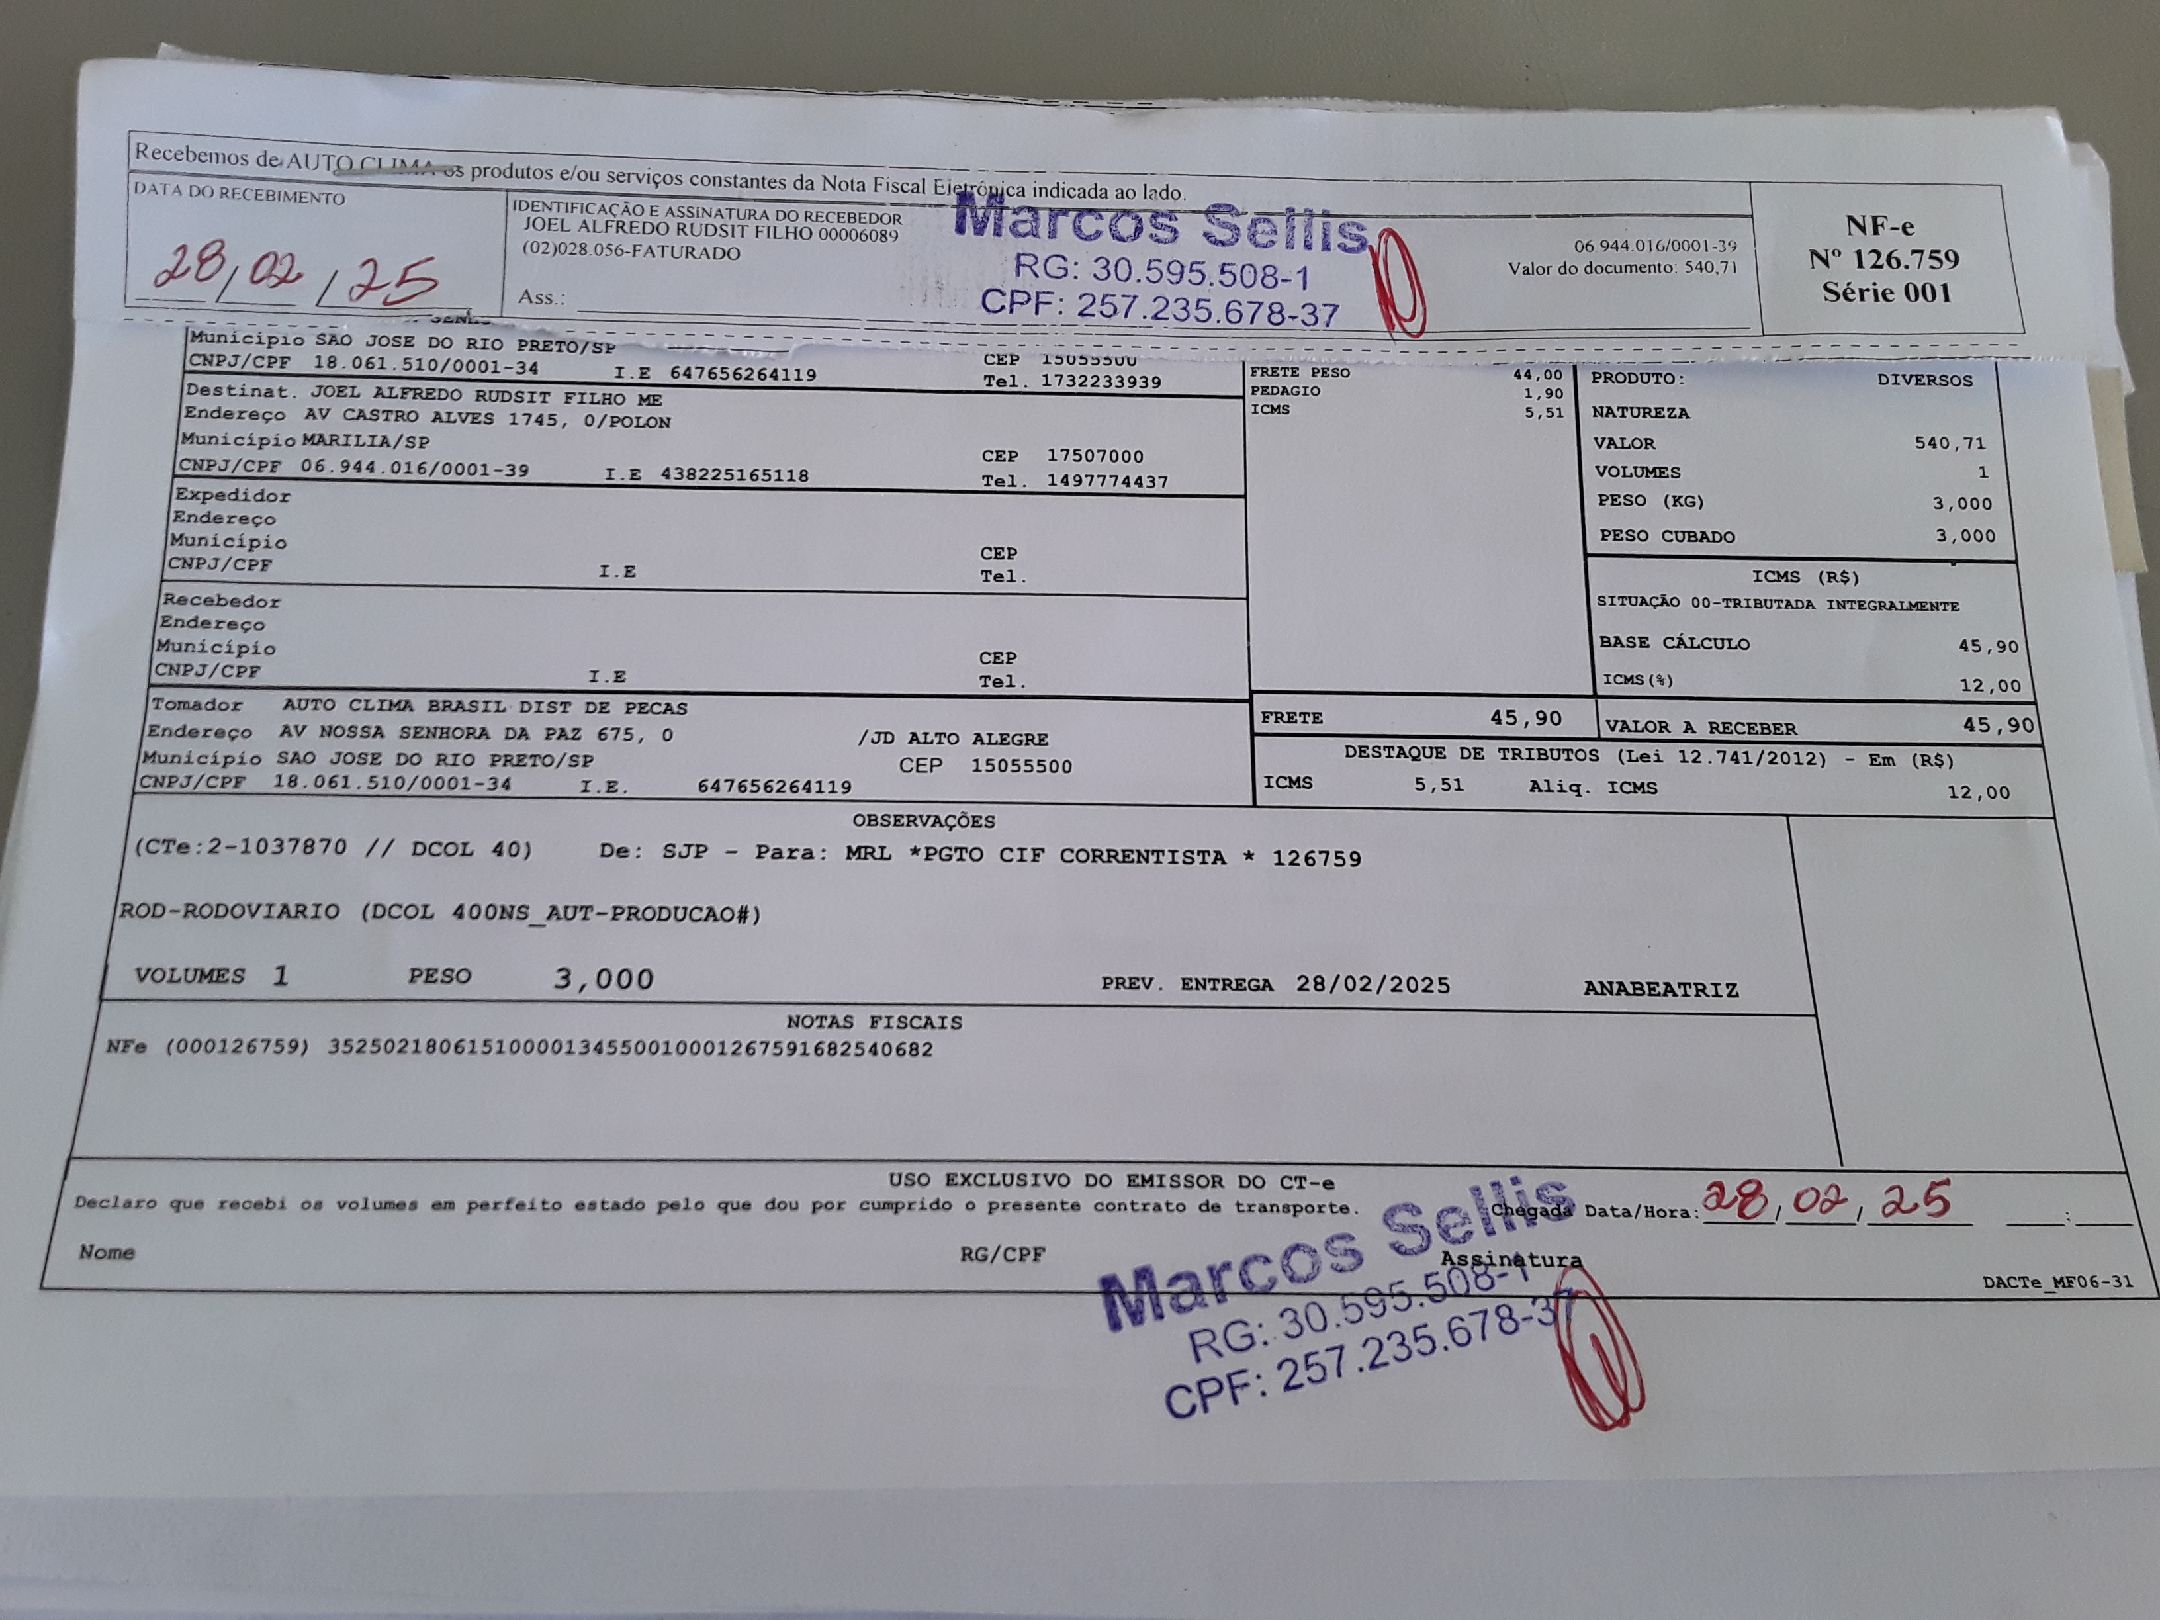 Recebemos de AUTO CLIMA os produtos e/ou serviços constantes da Nota Fiscal Eletrônica indicada ao lado.
DATA DO RECEBIMENTO
28/02/25
IDENTIFICAÇÃO E ASSINATURA DO RECEBEDOR
JOEL ALFREDO RUDSIT FILHO 00006089
(02)028.056-FATURADO
Ass.:
Marcos Sellis
RG: 30.595.508-1
CPF: 257.235.678-37
06 944.016/0001-39
Valor do documento: 540,71
NF-e
Nº 126.759
Série 001
Município SAO JOSE DO RIO PRETO/SP CEP 15055500
CNPJ/CPF 18.061.510/0001-34 I.E 647656264119 Tel. 1732233939
Destinat. JOEL ALFREDO RUDSIT FILHO ME
Endereço AV CASTRO ALVES 1745, 0/POLON
Município MARILIA/SP CEP 17507000
CNPJ/CPF 06.944.016/0001-39 I.E 438225165118 Tel. 1497774437
Expedidor
Endereço
Município CEP
CNPJ/CPF I.E Tel.
Recebedor
Endereço
Município CEP
CNPJ/CPF I.E Tel.
Tomador AUTO CLIMA BRASIL DIST DE PECAS
Endereço AV NOSSA SENHORA DA PAZ 675, 0 /JD ALTO ALEGRE
Município SAO JOSE DO RIO PRETO/SP CEP 15055500
CNPJ/CPF 18.061.510/0001-34 I.E. 647656264119
FRETE PESO 44,00
PEDAGIO 1,90
ICMS 5,51
PRODUTO: DIVERSOS
NATUREZA
VALOR 540,71
VOLUMES 1
PESO (KG) 3,000
PESO CUBADO 3,000
ICMS (R$)
SITUAÇÃO 00-TRIBUTADA INTEGRALMENTE
BASE CÁLCULO 45,90
ICMS(%) 12,00
FRETE 45,90 VALOR A RECEBER 45,90
DESTAQUE DE TRIBUTOS (Lei 12.741/2012) - Em (R$)
ICMS 5,51 Aliq. ICMS 12,00
OBSERVAÇÕES
(CTe:2-1037870 // DCOL 40) De: SJP - Para: MRL *PGTO CIF CORRENTISTA * 126759
ROD-RODOVIARIO (DCOL 400NS_AUT-PRODUCAO#)
VOLUMES 1 PESO 3,000 PREV. ENTREGA 28/02/2025 ANABEATRIZ
NOTAS FISCAIS
NFe (000126759) 35250218061510000134550010001267591682540682
USO EXCLUSIVO DO EMISSOR DO CT-e
Declaro que recebi os volumes em perfeito estado pelo que dou por cumprido o presente contrato de transporte. Chegada Data/Hora: 28/02/25 __:__
Nome RG/CPF Assinatura
DACTe_MF06-31
Marcos Sellis
RG: 30.595.508-1
CPF: 257.235.678-37